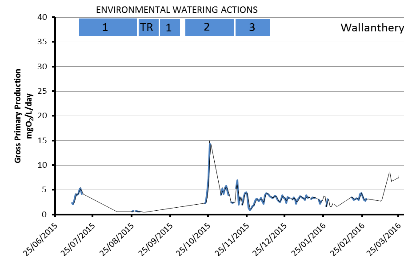 ENVIRONMENTAL WATERING ACTIONS
1 TR 1 2 3
Wallanthery
Gross Primary Production
mgO₂/L/day
40
35
30
25
20
15
10
5
0
25/06/2015 25/07/2015 25/08/2015 25/09/2015 25/10/2015 25/11/2015 25/12/2015 25/01/2016 25/02/2016 25/03/2016